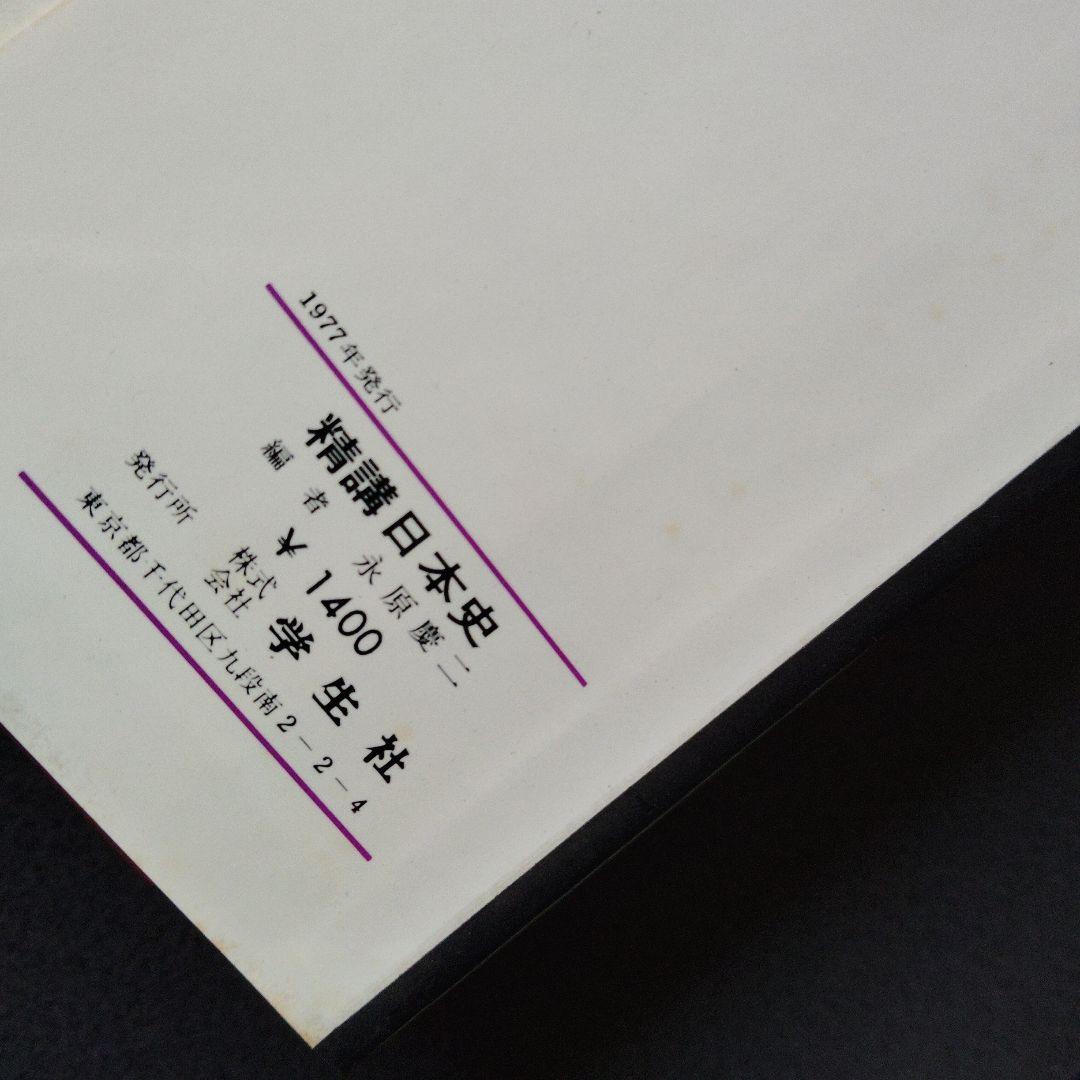 1977年発行
精講日本史
編者 永原慶二
￥1400
発行所 株式会社 学生社
東京都千代田区九段南2-2-4